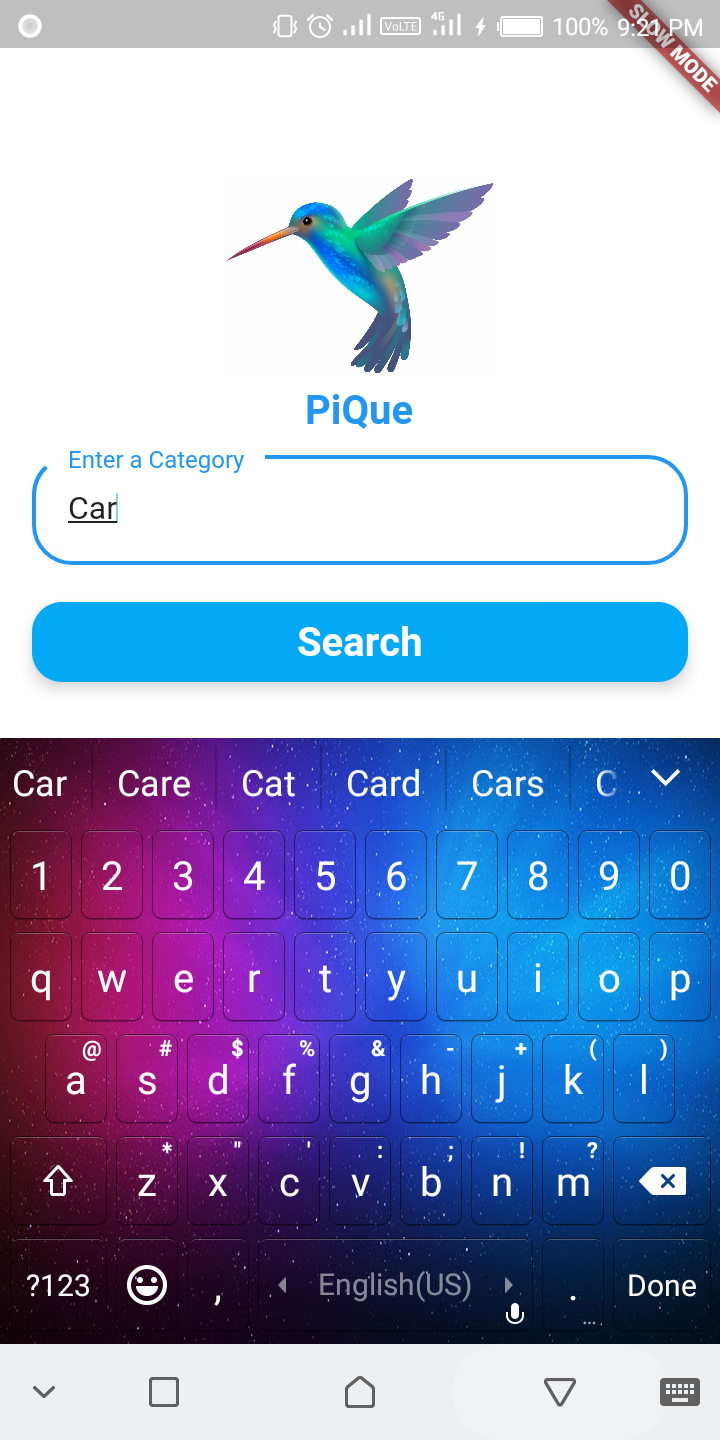 VoLTE 4G 100% 9:21 PM
SLOW MODE
PiQue
Enter a Category
Car
Search
Car Care Cat Card Cars C
1 2 3 4 5 6 7 8 9 0
q w e r t y u i o p
@ # $ % & - + ( )
a s d f g h j k l
* " ' : ; ! ?
z x c v b n m
?123 , English(US) . Done
...